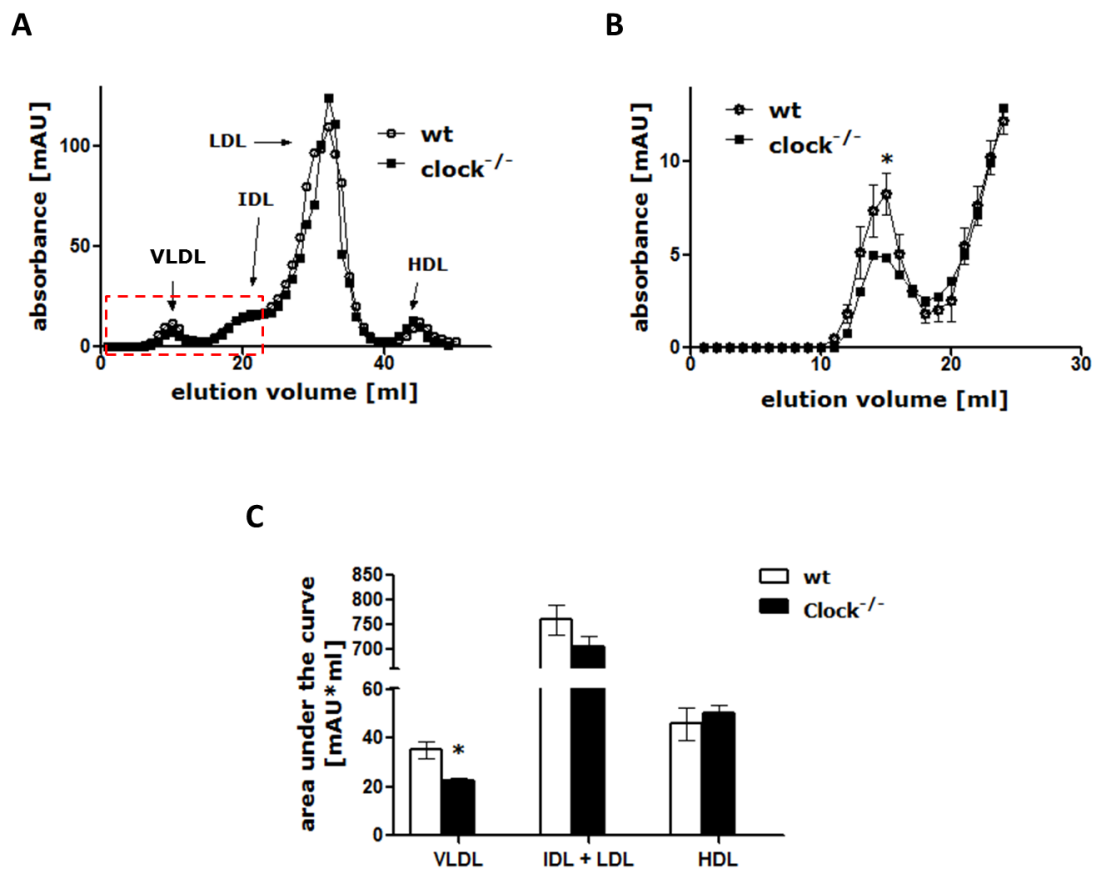 A
absorbance [mAU]
100
50
0
0
20
40
elution volume [ml]
LDL
IDL
VLDL
HDL
wt
clock-/-
B
absorbance [mAU]
10
5
0
0
10
20
30
elution volume [ml]
wt
clock-/-
*
C
area under the curve
[mAU*ml]
850
800
750
700
60
40
20
0
*
VLDL
IDL + LDL
HDL
wt
Clock-/-